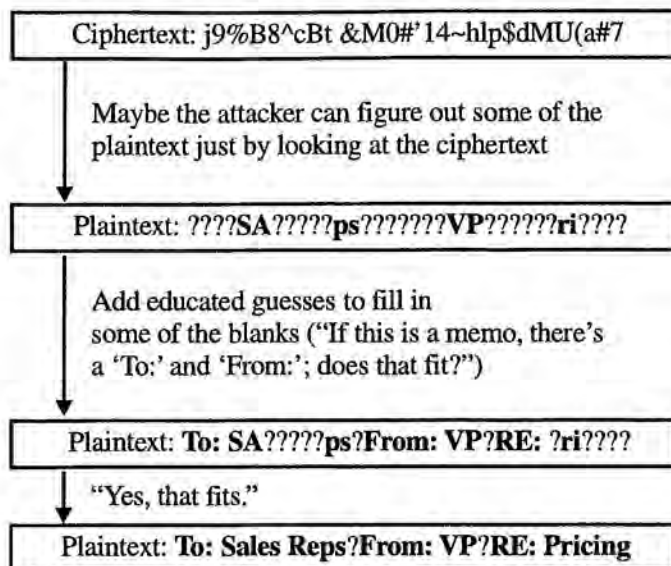 Ciphertext: j9%B8^cBt &M0#’14~hlp$dMU(a#7
Maybe the attacker can figure out some of the
plaintext just by looking at the ciphertext
Plaintext: ????SA?????ps???????VP??????ri????
Add educated guesses to fill in
some of the blanks (“If this is a memo, there’s
a ‘To:’ and ‘From:’; does that fit?”)
Plaintext: To: SA?????ps?From: VP?RE: ?ri????
“Yes, that fits.”
Plaintext: To: Sales Reps?From: VP?RE: Pricing